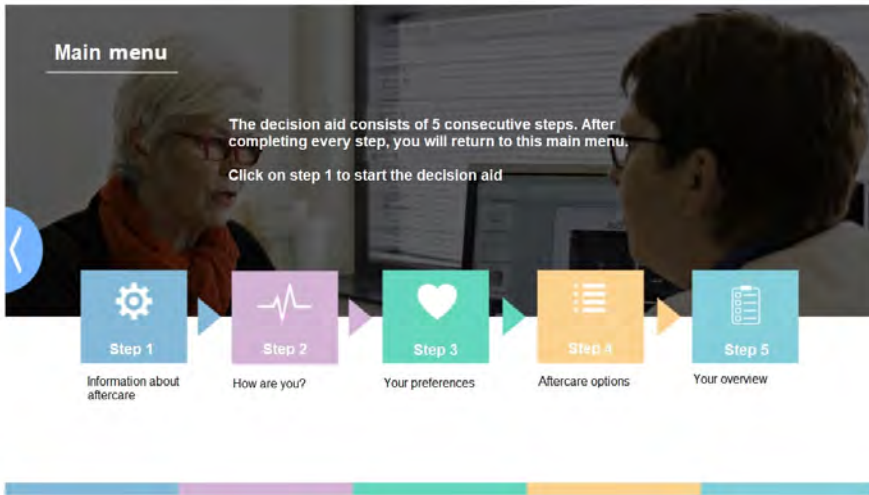 Main menu
The decision aid consists of 5 consecutive steps. After
completing every step, you will return to this main menu.
Click on step 1 to start the decision aid
Step 1
Step 2
Step 3
Step 4
Step 5
Information about
aftercare
How are you?
Your preferences
Aftercare options
Your overview